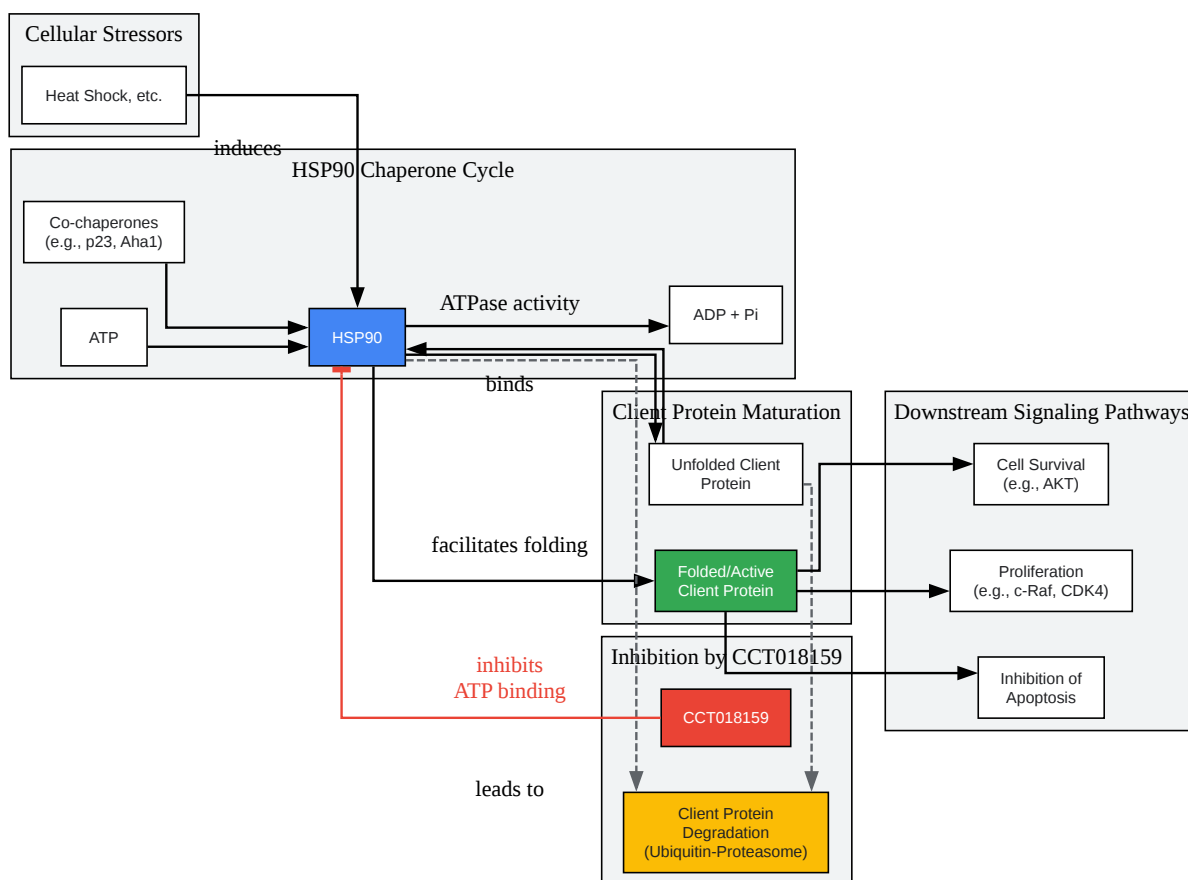 Cellular Stressors
Heat Shock, etc.
induces
HSP90 Chaperone Cycle
Co-chaperones
(e.g., p23, Aha1)
ATP
HSP90
ATPase activity
ADP + Pi
binds
Client Protein Maturation
Unfolded Client
Protein
facilitates folding
Folded/Active
Client Protein
Downstream Signaling Pathways
Cell Survival
(e.g., AKT)
Proliferation
(e.g., c-Raf, CDK4)
Inhibition of
Apoptosis
Inhibition by CCT018159
inhibits
ATP binding
CCT018159
leads to
Client Protein
Degradation
(Ubiquitin-Proteasome)